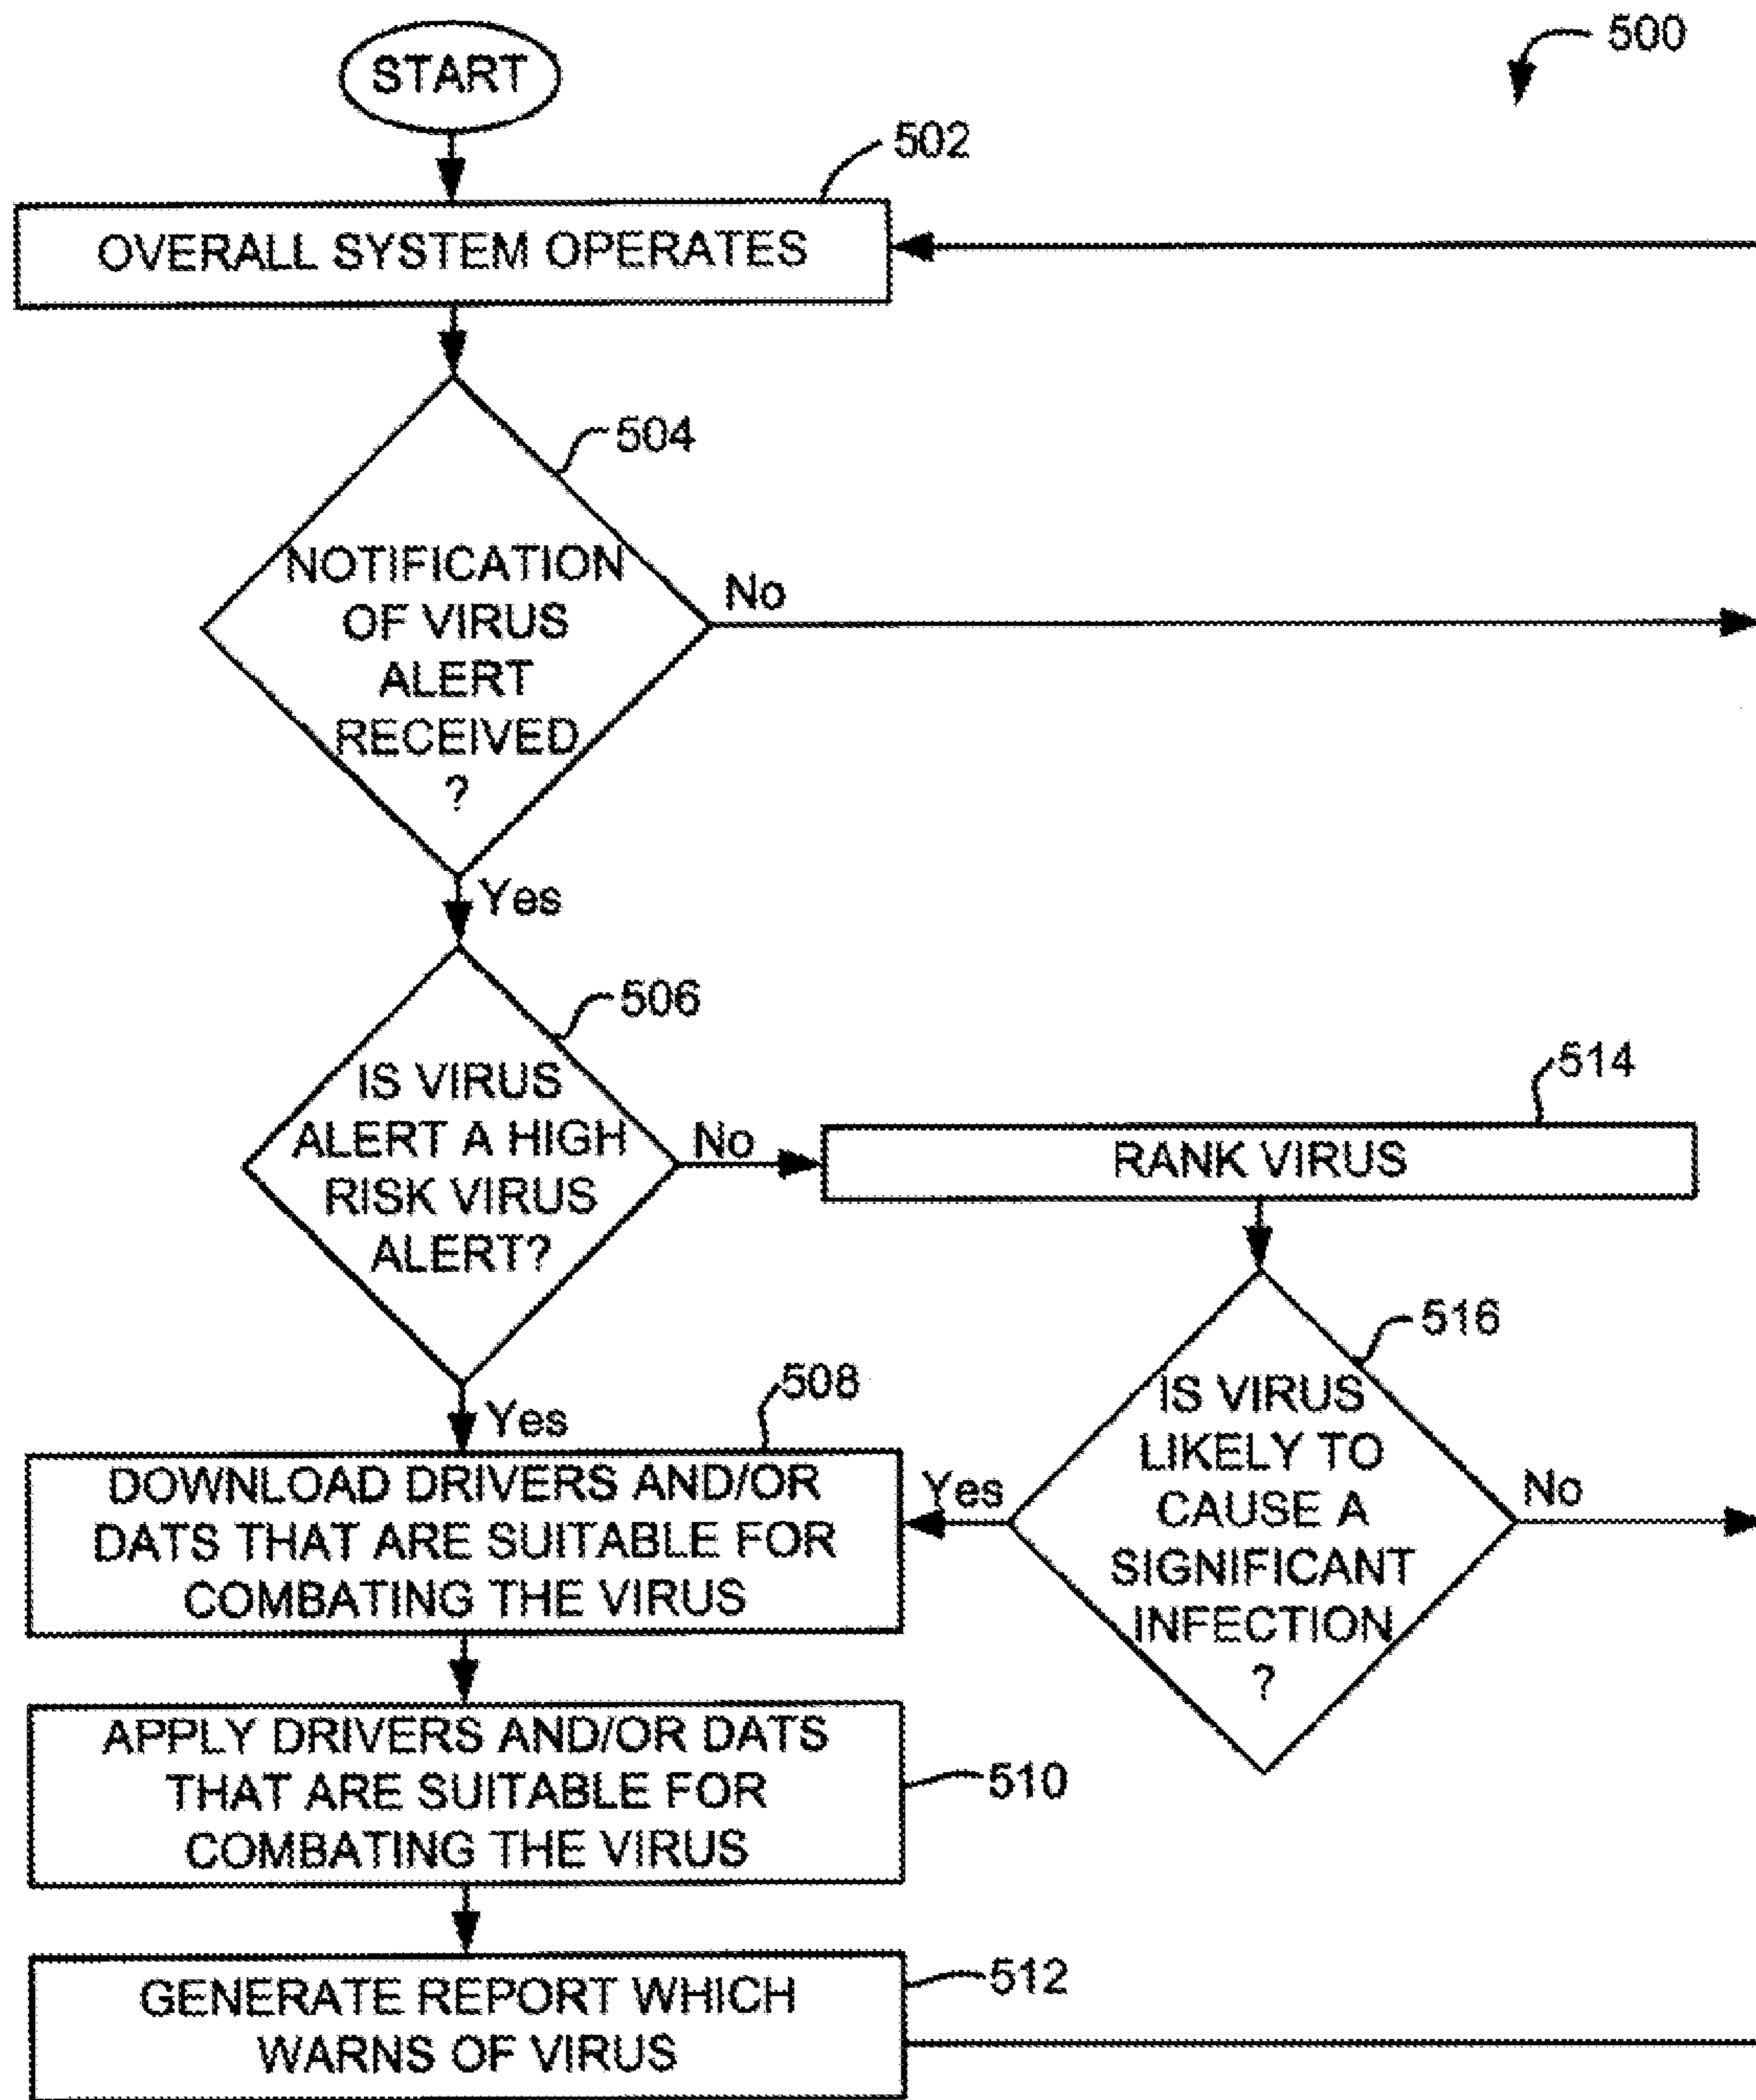 500
START
502
OVERALL SYSTEM OPERATES
504
NOTIFICATION
OF VIRUS
ALERT
RECEIVED
?
No
Yes
506
IS VIRUS
ALERT A HIGH
RISK VIRUS
ALERT?
No
514
RANK VIRUS
516
IS VIRUS
LIKELY TO
CAUSE A
SIGNIFICANT
INFECTION
?
Yes
No
Yes
508
DOWNLOAD DRIVERS AND/OR
DATS THAT ARE SUITABLE FOR
COMBATING THE VIRUS
APPLY DRIVERS AND/OR DATS
THAT ARE SUITABLE FOR
COMBATING THE VIRUS
510
GENERATE REPORT WHICH
WARNS OF VIRUS
512